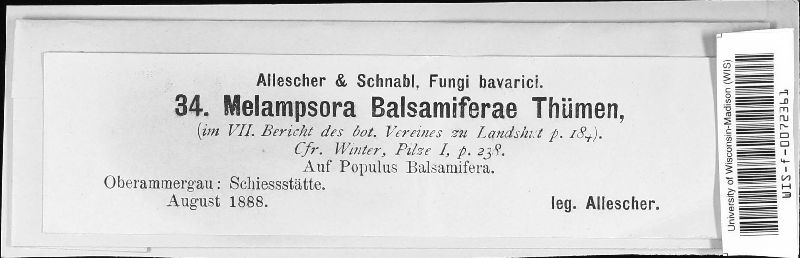 Allescher & Schnabl, Fungi bavarici.
34. Melampsora Balsamiferae Thümen,
(im VII. Bericht des bot. Vereines zu Landshut p. 184).
Cfr. Winter, Pilze I, p. 238.
Auf Populus Balsamifera.
Oberammergau: Schiessstätte.
August 1888.
leg. Allescher.
University of Wisconsin-Madison (WIS)
WIS-f-0072791